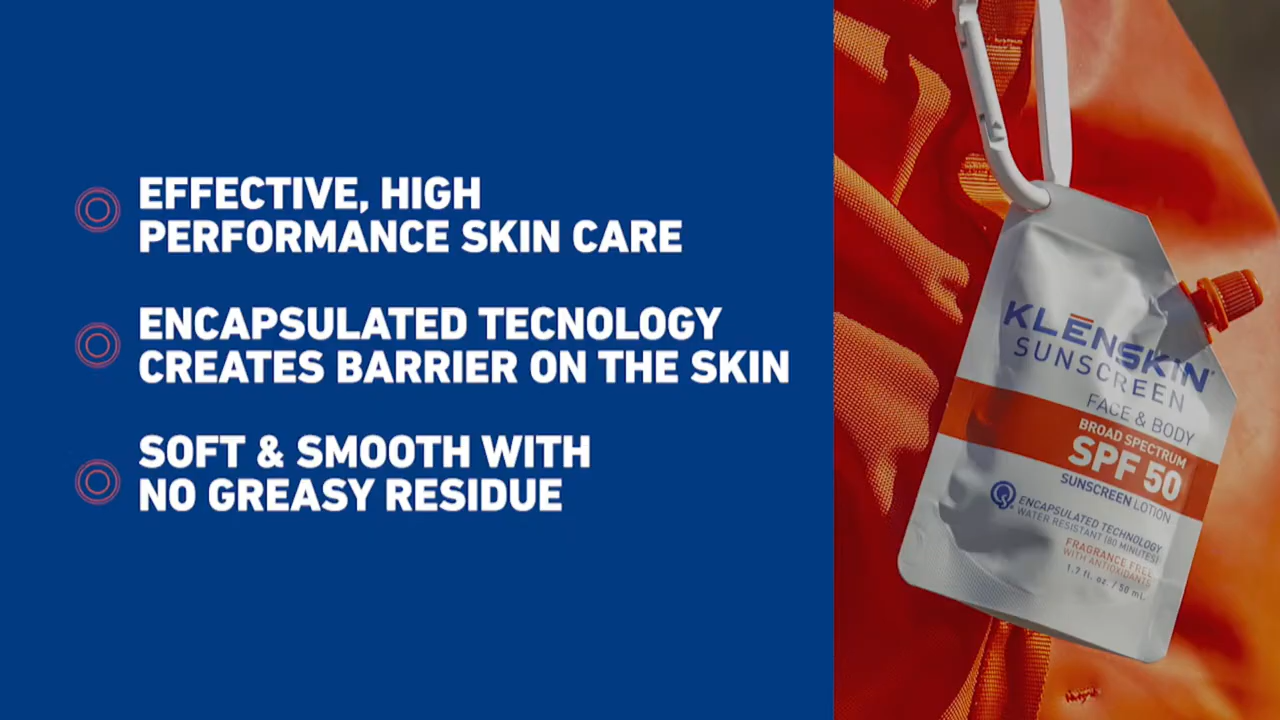 EFFECTIVE, HIGH
PERFORMANCE SKIN CARE
ENCAPSULATED TECNOLOGY
CREATES BARRIER ON THE SKIN
SOFT & SMOOTH WITH
NO GREASY RESIDUE
KLĒNSKIN
SUNSCREEN
FACE & BODY
BROAD SPECTRUM
SPF 50
SUNSCREEN LOTION
ENCAPSULATED TECHNOLOGY
WATER RESISTANT (80 MINUTES)
FRAGRANCE FREE
WITH ANTIOXIDANTS
1.7 fl. oz. / 50 mL